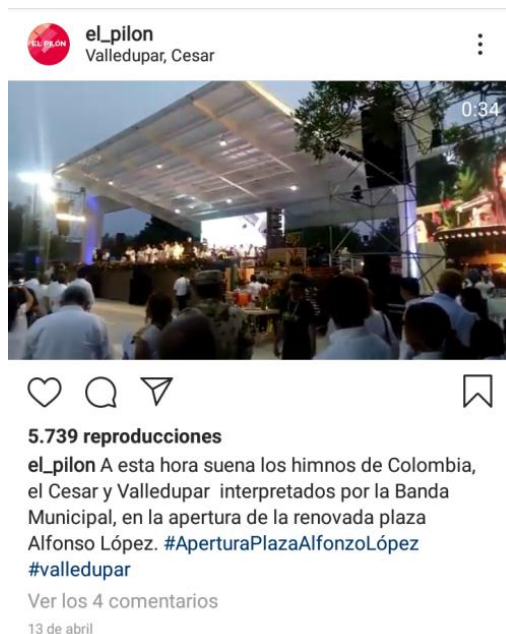 EL PILÓN
el_pilon
Valledupar, Cesar
0:34
5.739 reproducciones
el_pilon A esta hora suena los himnos de Colombia,
el Cesar y Valledupar interpretados por la Banda
Municipal, en la apertura de la renovada plaza
Alfonso López. #AperturaPlazaAlfonzoLópez
#valledupar
Ver los 4 comentarios
13 de abril